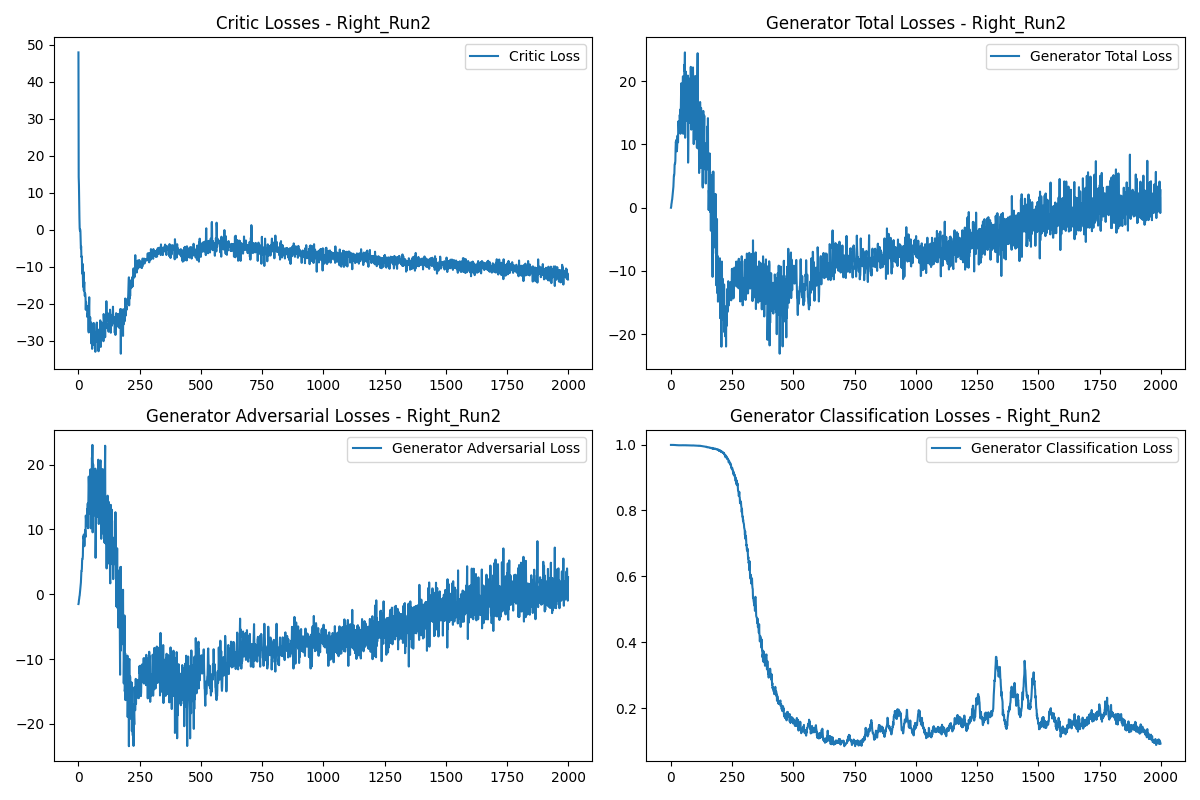 Critic Losses - Right_Run2
Critic Loss
50
40
30
20
10
0
−10
−20
−30
0 250 500 750 1000 1250 1500 1750 2000
Generator Total Losses - Right_Run2
Generator Total Loss
20
10
0
−10
−20
0 250 500 750 1000 1250 1500 1750 2000
Generator Adversarial Losses - Right_Run2
Generator Adversarial Loss
20
10
0
−10
−20
0 250 500 750 1000 1250 1500 1750 2000
Generator Classification Losses - Right_Run2
Generator Classification Loss
1.0
0.8
0.6
0.4
0.2
0 250 500 750 1000 1250 1500 1750 2000